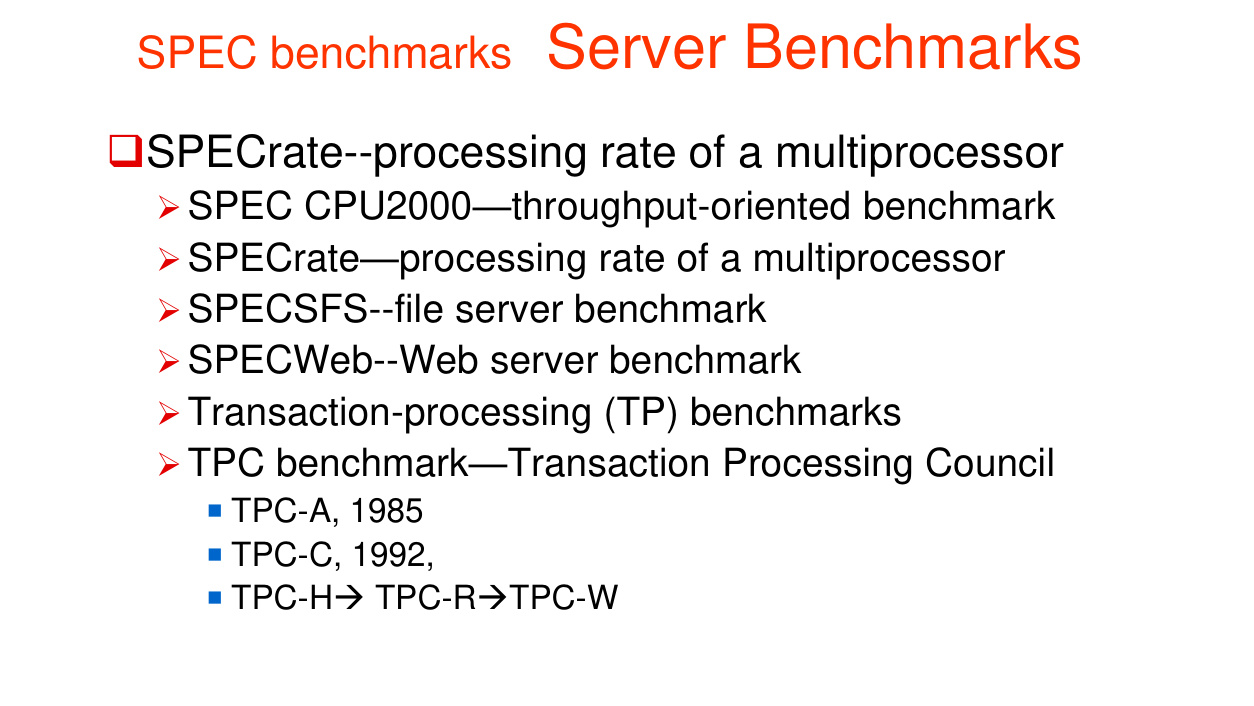 SPEC benchmarks Server Benchmarks
❑SPECrate--processing rate of a multiprocessor
➢ SPEC CPU2000—throughput-oriented benchmark
➢ SPECrate—processing rate of a multiprocessor
➢ SPECSFS--file server benchmark
➢ SPECWeb--Web server benchmark
➢ Transaction-processing (TP) benchmarks
➢ TPC benchmark—Transaction Processing Council
■ TPC-A, 1985
■ TPC-C, 1992,
■ TPC-H→ TPC-R→TPC-W